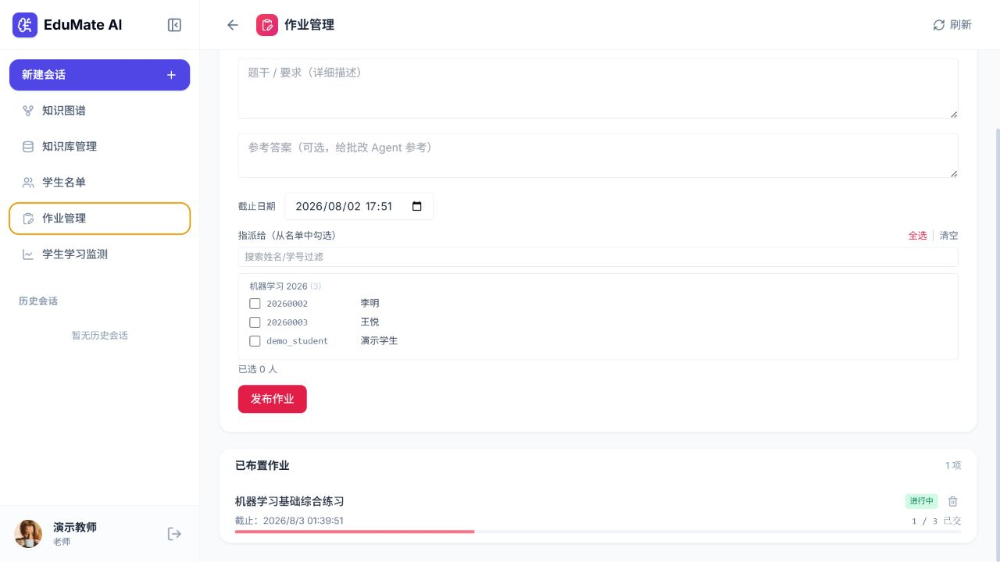 EduMate AI
新建会话
知识图谱
知识库管理
学生名单
作业管理
学生学习监测
历史会话
暂无历史会话
演示教师
老师
作业管理
刷新
题干 / 要求（详细描述）
参考答案（可选，给批改 Agent 参考）
截止日期 2026/08/02 17:51
指派给（从名单中勾选） 全选 清空
搜索姓名/学号过滤
机器学习 2026 (3)
20260002 李明
20260003 王悦
demo_student 演示学生
已选 0 人
发布作业
已布置作业 1 项
机器学习基础综合练习 进行中
截止：2026/8/3 01:39:51 1 / 3 已交